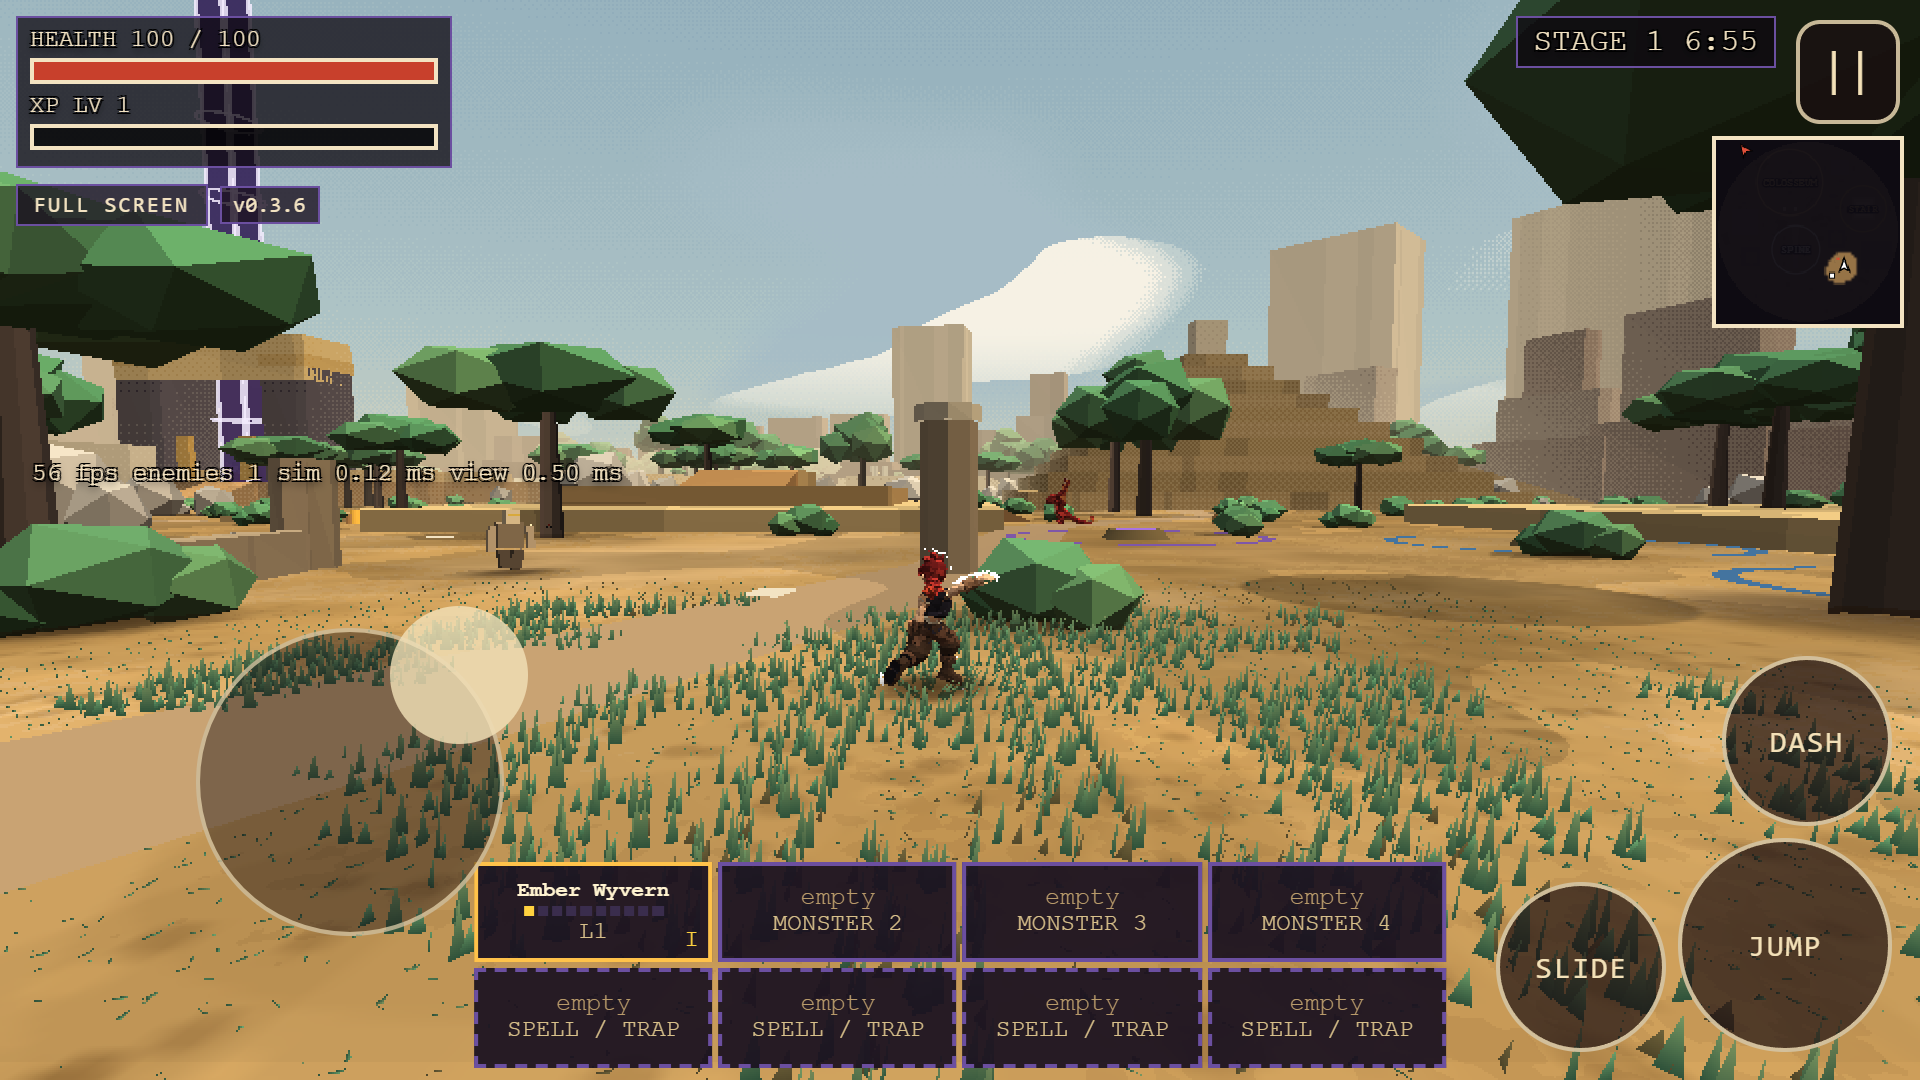 HEALTH 100 / 100
XP LV 1
FULL SCREEN
v0.3.6
STAGE 1 6:55
56 fps enemies 1 sim 0.12 ms view 0.50 ms
DASH
JUMP
SLIDE
Ember Wyvern
L1
I
empty
MONSTER 2
empty
MONSTER 3
empty
MONSTER 4
empty
SPELL / TRAP
empty
SPELL / TRAP
empty
SPELL / TRAP
empty
SPELL / TRAP